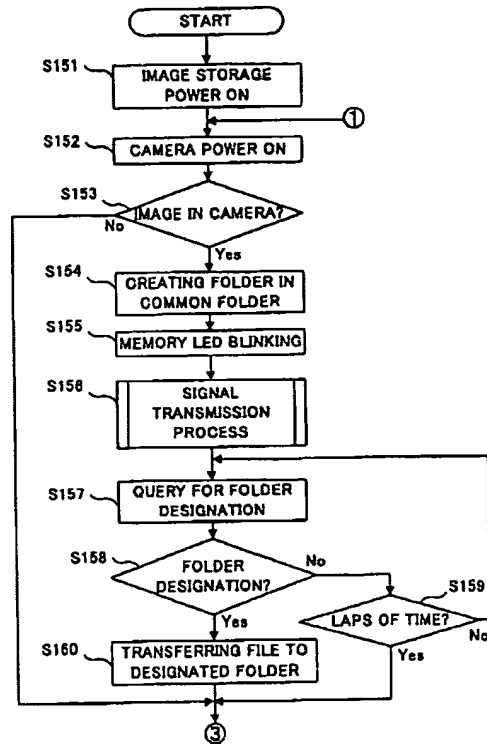 START
S151
IMAGE STORAGE
POWER ON
①
S152
CAMERA POWER ON
S153
IMAGE IN CAMERA?
No
Yes
S154
CREATING FOLDER IN
COMMON FOLDER
S155
MEMORY LED BLINKING
S156
SIGNAL
TRANSMISSION
PROCESS
S157
QUERY FOR FOLDER
DESIGNATION
S158
FOLDER
DESIGNATION?
No
Yes
S159
LAPS OF TIME?
Yes
No
S160
TRANSFERRING FILE TO
DESIGNATED FOLDER
③